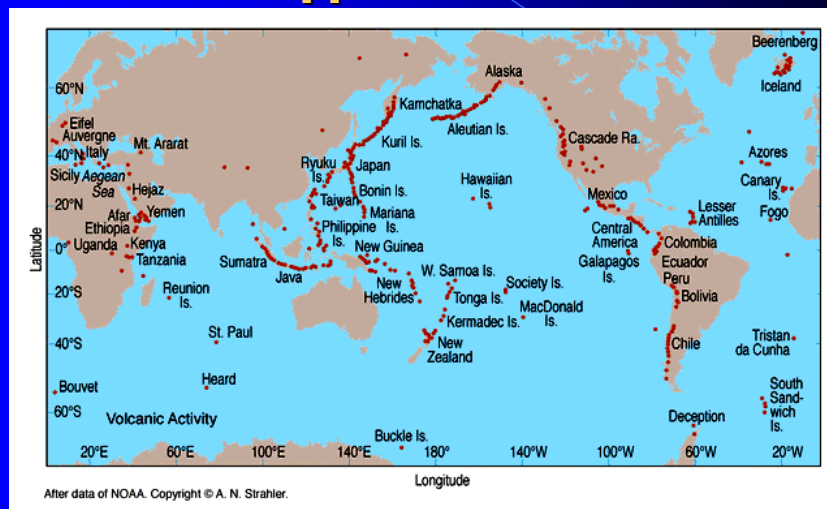 Beerenberg
Iceland
Alaska
60°N
Kamchatka
Aleutian Is.
Eifel
Auvergne
Italy
Mt. Ararat
Kuril Is.
Cascade Ra.
40°N
Sicily
Aegean
Sea
Ryuku
Is.
Japan
Azores
Hejaz
Taiwan
Bonin Is.
Hawaiian
Is.
Mexico
Canary
Is.
20°N
Afar
Yemen
Mariana
Is.
Lesser
Antilles
Fogo
Ethiopia
Philippine
Is.
Central
America
Colombia
0°
Uganda
Kenya
Tanzania
New Guinea
Galapagos
Is.
Ecuador
Peru
Sumatra
Java
W. Samoa Is.
Society Is.
Bolivia
20°S
Reunion
Is.
New
Hebrides
Tonga Is.
MacDonald
Is.
Kermadec Is.
St. Paul
New
Zealand
Chile
Tristan
da Cunha
40°S
Bouvet
Heard
South
Sand-
wich
Is.
60°S
Volcanic Activity
Buckle Is.
Deception
20°E
60°E
100°E
140°E
180°
140°W
100°W
60°W
20°W
Latitude
Longitude
After data of NOAA. Copyright © A. N. Strahler.